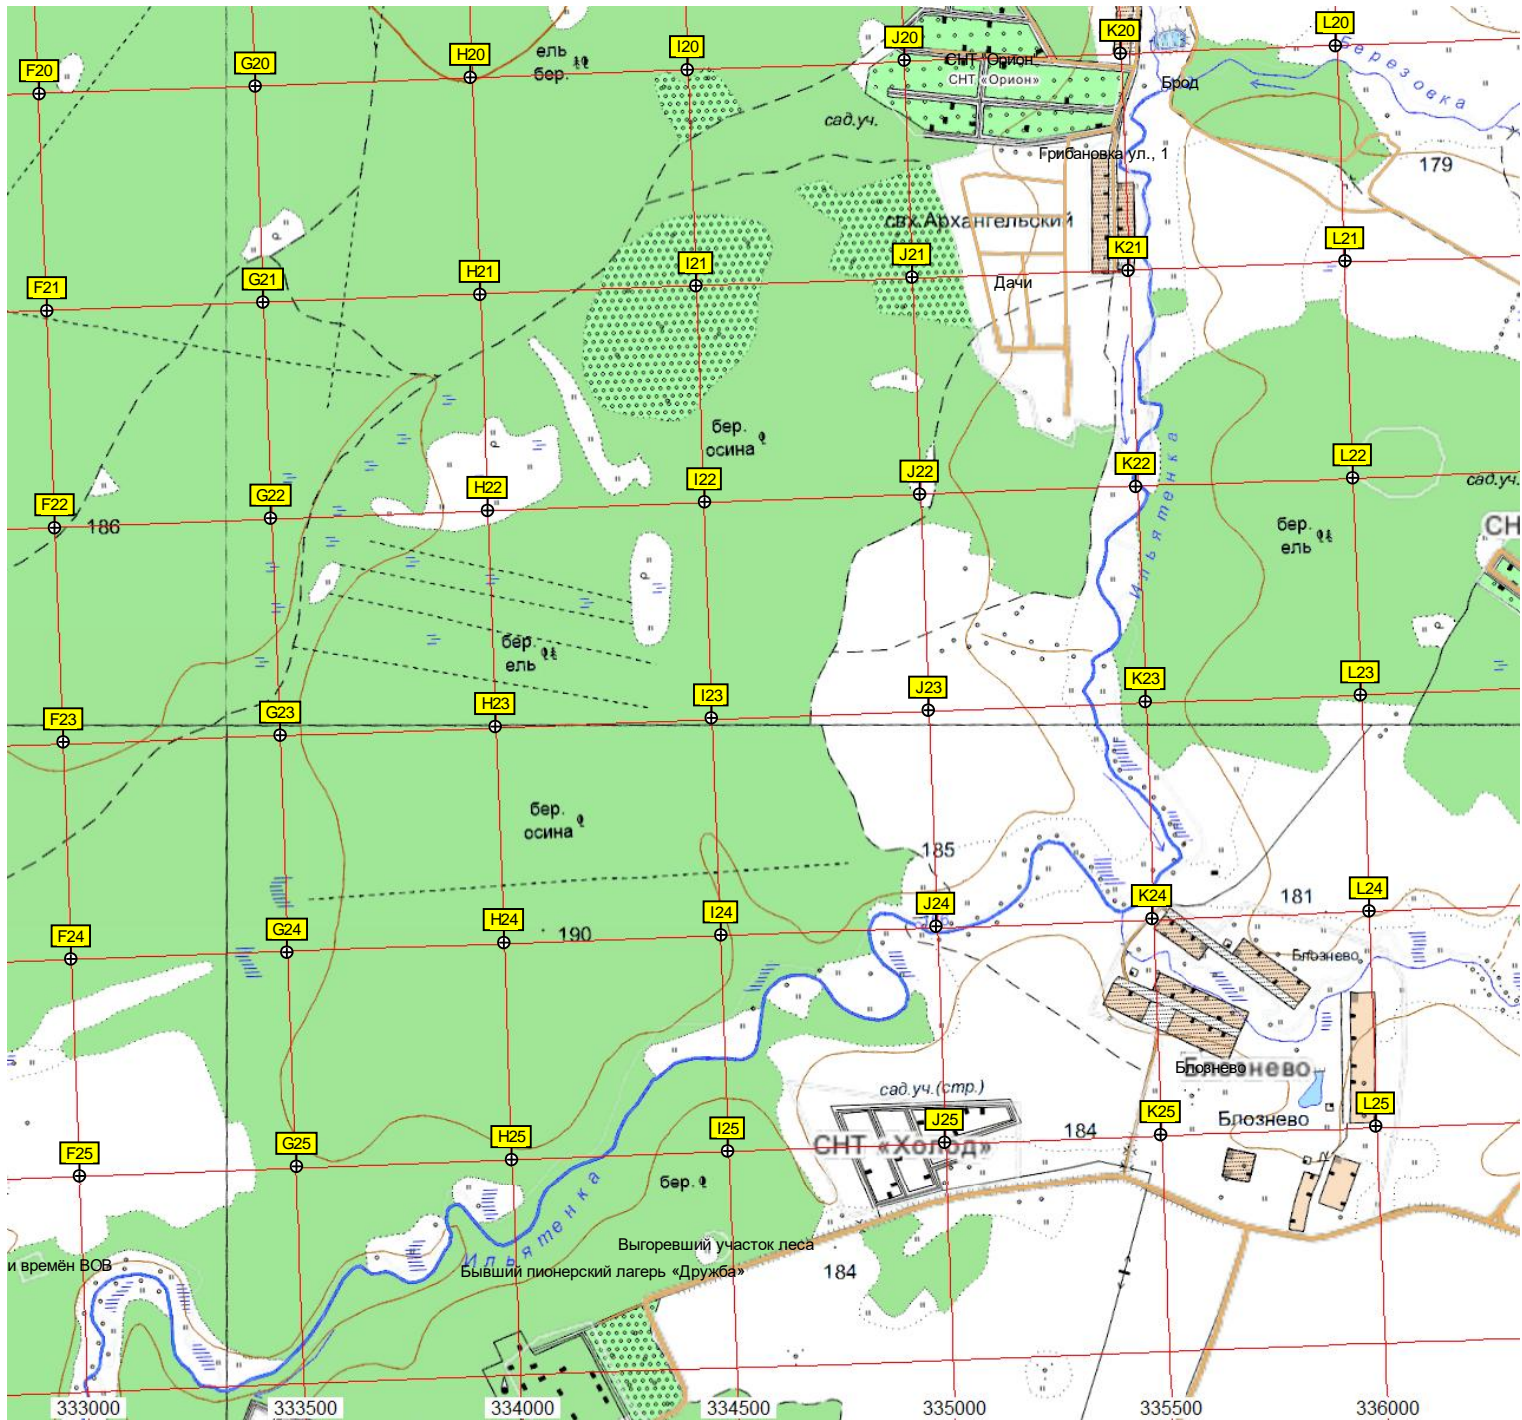 F20
G20
H20
ель
бер.
I20
J20
K20
L20
Березовка
СНТ "Орион"
СНТ «Орион»
Брод
сад.уч.
Грибановка ул., 1
179
свх.Архангельский
F21
G21
H21
I21
J21
Дачи
K21
L21
бер.
осина
F22
186
G22
H22
I22
J22
K22
L22
Ильятенка
сад.уч.
СН
бер.
ель
бер.
ель
F23
G23
H23
I23
J23
K23
L23
бер.
осина
185
F24
G24
H24
190
I24
J24
K24
181
L24
Блознево
Блознево
Блознево
Блознево
сад.уч.(стр.)
СНТ «Холод»
184
F25
G25
H25
I25
J25
K25
L25
бер.
Ильятенка
Выгоревший участок леса
и времён ВОВ
Бывший пионерский лагерь «Дружба»
184
333000
333500
334000
334500
335000
335500
336000